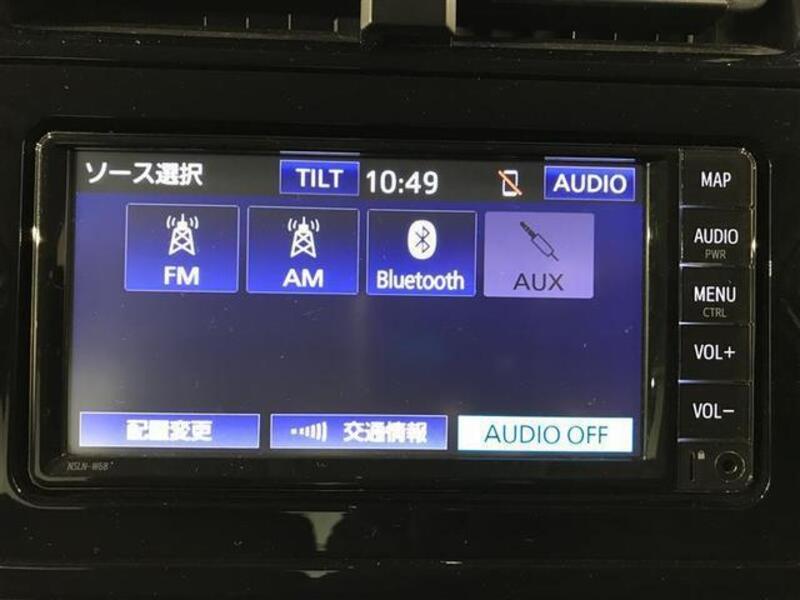 ソース選択 TILT 10:49 AUDIO
FM AM Bluetooth AUX
配置変更 交通情報 AUDIO OFF
MAP
AUDIO
PWR
MENU
CTRL
VOL+
VOL−
NSLN-W68